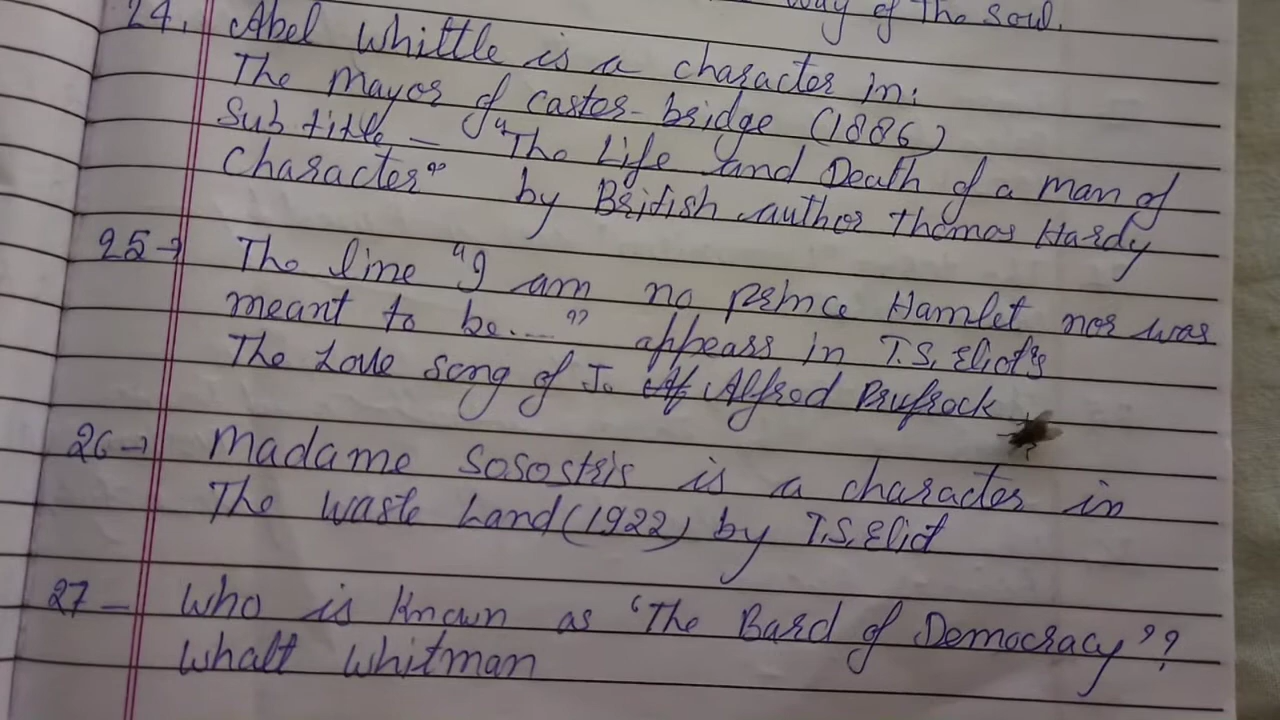 way of The soul.
24. Abel Whittle is a character in:
The Mayor of Caster-bridge (1886)
Sub title - "The Life and Death of a man of
Character" by British author Thomas Hardy
25→ The line "I am no prince Hamlet nor was
meant to be....." appears in T.S. Eliot's
The Love song of J. Af Alfrod Prufrock
26→ Madame Sosostris is a character in
The Waste Land (1922) by T.S. Eliot
27- Who is known as 'The Bard of Democracy'?
Whalt Whitman